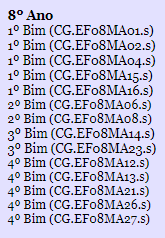 8º Ano
1º Bim (CG.EF08MA01.s)
1º Bim (CG.EF08MA02.s)
1º Bim (CG.EF08MA04.s)
1º Bim (CG.EF08MA15.s)
1º Bim (CG.EF08MA16.s)
2º Bim (CG.EF08MA06.s)
2º Bim (CG.EF08MA08.s)
3º Bim (CG.EF08MA14.s)
3º Bim (CG.EF08MA23.s)
4º Bim (CG.EF08MA12.s)
4º Bim (CG.EF08MA13.s)
4º Bim (CG.EF08MA21.s)
4º Bim (CG.EF08MA26.s)
4º Bim (CG.EF08MA27.s)